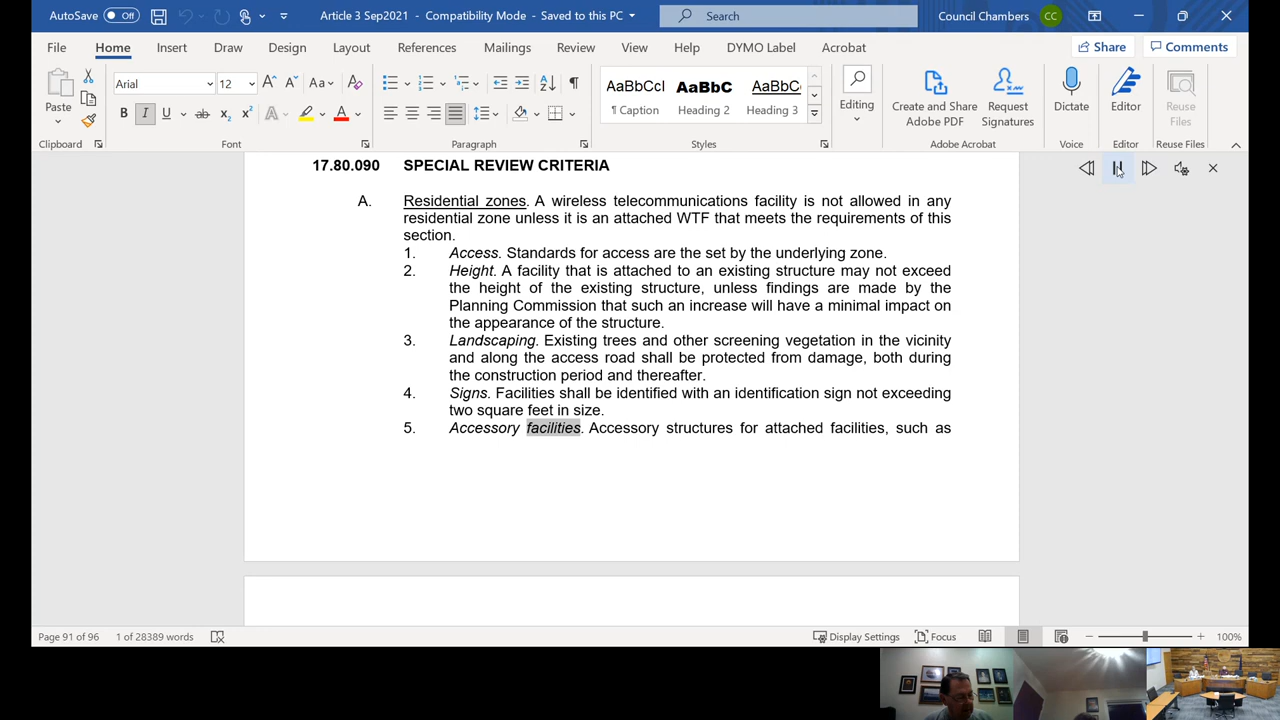 AutoSave Off Article 3 Sep2021 - Compatibility Mode - Saved to this PC Search Council Chambers CC
File Home Insert Draw Design Layout References Mailings Review View Help DYMO Label Acrobat Share Comments
Paste Arial 12 AaBbCcI AaBbC AaBbC Editing Create and Share Adobe PDF Request Signatures Dictate Editor Reuse Files
¶ Caption Heading 2 Heading 3
Clipboard Font Paragraph Styles Adobe Acrobat Voice Editor Reuse Files
17.80.090 SPECIAL REVIEW CRITERIA
A. Residential zones. A wireless telecommunications facility is not allowed in any
residential zone unless it is an attached WTF that meets the requirements of this
section.
1. Access. Standards for access are the set by the underlying zone.
2. Height. A facility that is attached to an existing structure may not exceed
the height of the existing structure, unless findings are made by the
Planning Commission that such an increase will have a minimal impact on
the appearance of the structure.
3. Landscaping. Existing trees and other screening vegetation in the vicinity
and along the access road shall be protected from damage, both during
the construction period and thereafter.
4. Signs. Facilities shall be identified with an identification sign not exceeding
two square feet in size.
5. Accessory facilities. Accessory structures for attached facilities, such as
Page 91 of 96 1 of 28389 words Display Settings Focus 100%